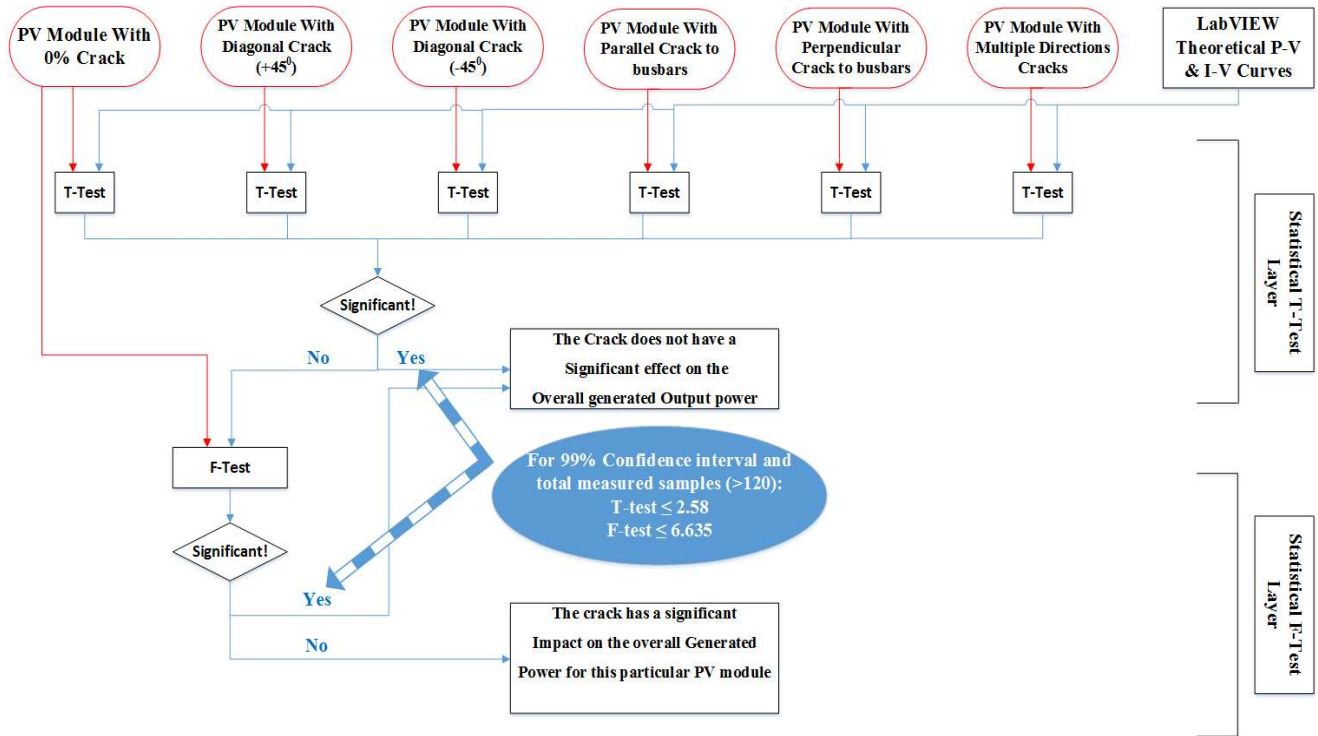 PV Module With
0% Crack
PV Module With
Diagonal Crack
(+45⁰)
PV Module With
Diagonal Crack
(-45⁰)
PV Module With
Parallel Crack to
busbars
PV Module With
Perpendicular
Crack to busbars
PV Module With
Multiple Directions
Cracks
LabVIEW
Theoretical P-V
& I-V Curves
T-Test
T-Test
T-Test
T-Test
T-Test
T-Test
Statistical T-Test
Layer
Significant!
No
Yes
The Crack does not have a
Significant effect on the
Overall generated Output power
F-Test
For 99% Confidence interval and
total measured samples (>120):
T-test ≤ 2.58
F-test ≤ 6.635
Significant!
Yes
No
The crack has a significant
Impact on the overall Generated
Power for this particular PV module
Statistical F-Test
Layer